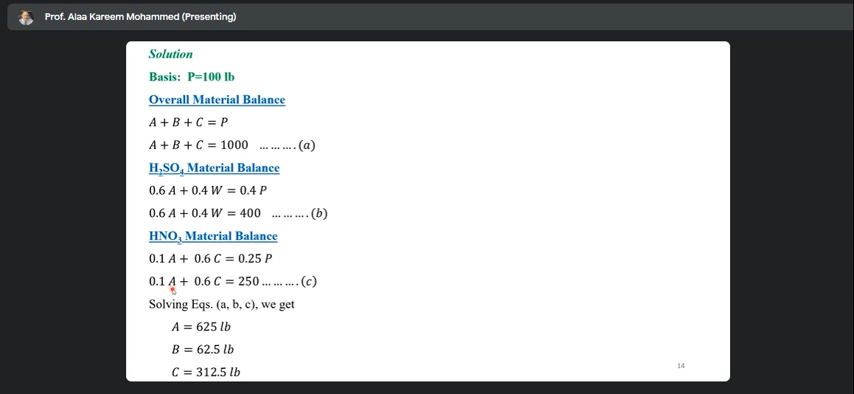 Prof. Alaa Kareem Mohammed (Presenting)
Solution
Basis: P=100 lb
Overall Material Balance
A + B + C = P
A + B + C = 1000 ... ... ... . (a)
H₂SO₄ Material Balance
0.6 A + 0.4 W = 0.4 P
0.6 A + 0.4 W = 400 ... ... ... . (b)
HNO₃ Material Balance
0.1 A + 0.6 C = 0.25 P
0.1 A + 0.6 C = 250 ... ... ... . (c)
Solving Eqs. (a, b, c), we get
A = 625 lb
B = 62.5 lb
C = 312.5 lb
14